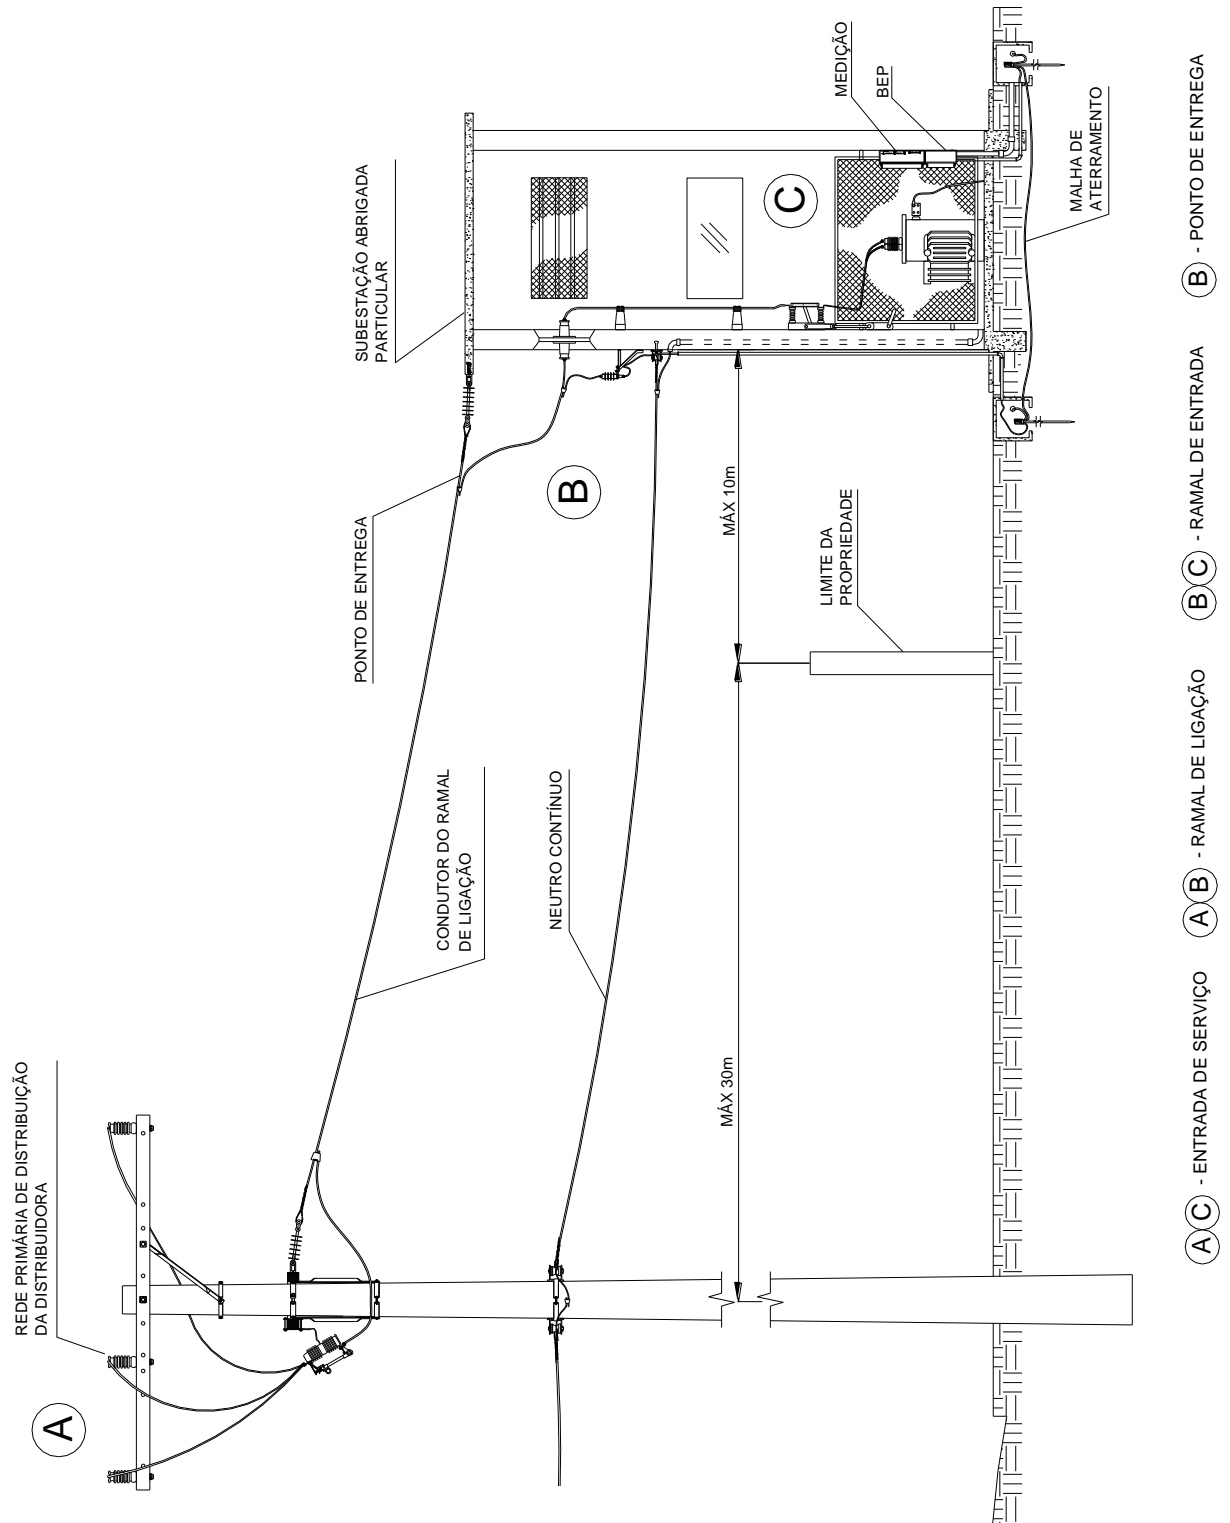 REDE PRIMÁRIA DE DISTRIBUIÇÃO
DA DISTRIBUIDORA
A
CONDUTOR DO RAMAL
DE LIGAÇÃO
NEUTRO CONTÍNUO
PONTO DE ENTREGA
SUBESTAÇÃO ABRIGADA
PARTICULAR
B
C
MEDIÇÃO
BEP
MALHA DE
ATERRAMENTO
LIMITE DA
PROPRIEDADE
MÁX 30m
MÁX 10m
A C - ENTRADA DE SERVIÇO
A B - RAMAL DE LIGAÇÃO
B C - RAMAL DE ENTRADA
B - PONTO DE ENTREGA